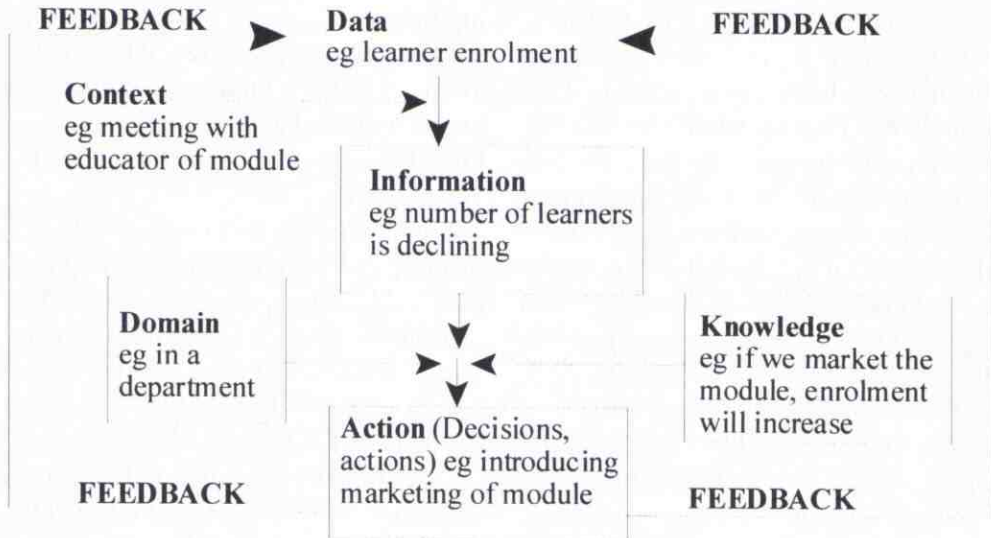 FEEDBACK
Data
eg learner enrolment
FEEDBACK
Context
eg meeting with
educator of module
Information
eg number of learners
is declining
Domain
eg in a
department
Knowledge
eg if we market the
module, enrolment
will increase
Action (Decisions,
actions) eg introducing
marketing of module
FEEDBACK
FEEDBACK